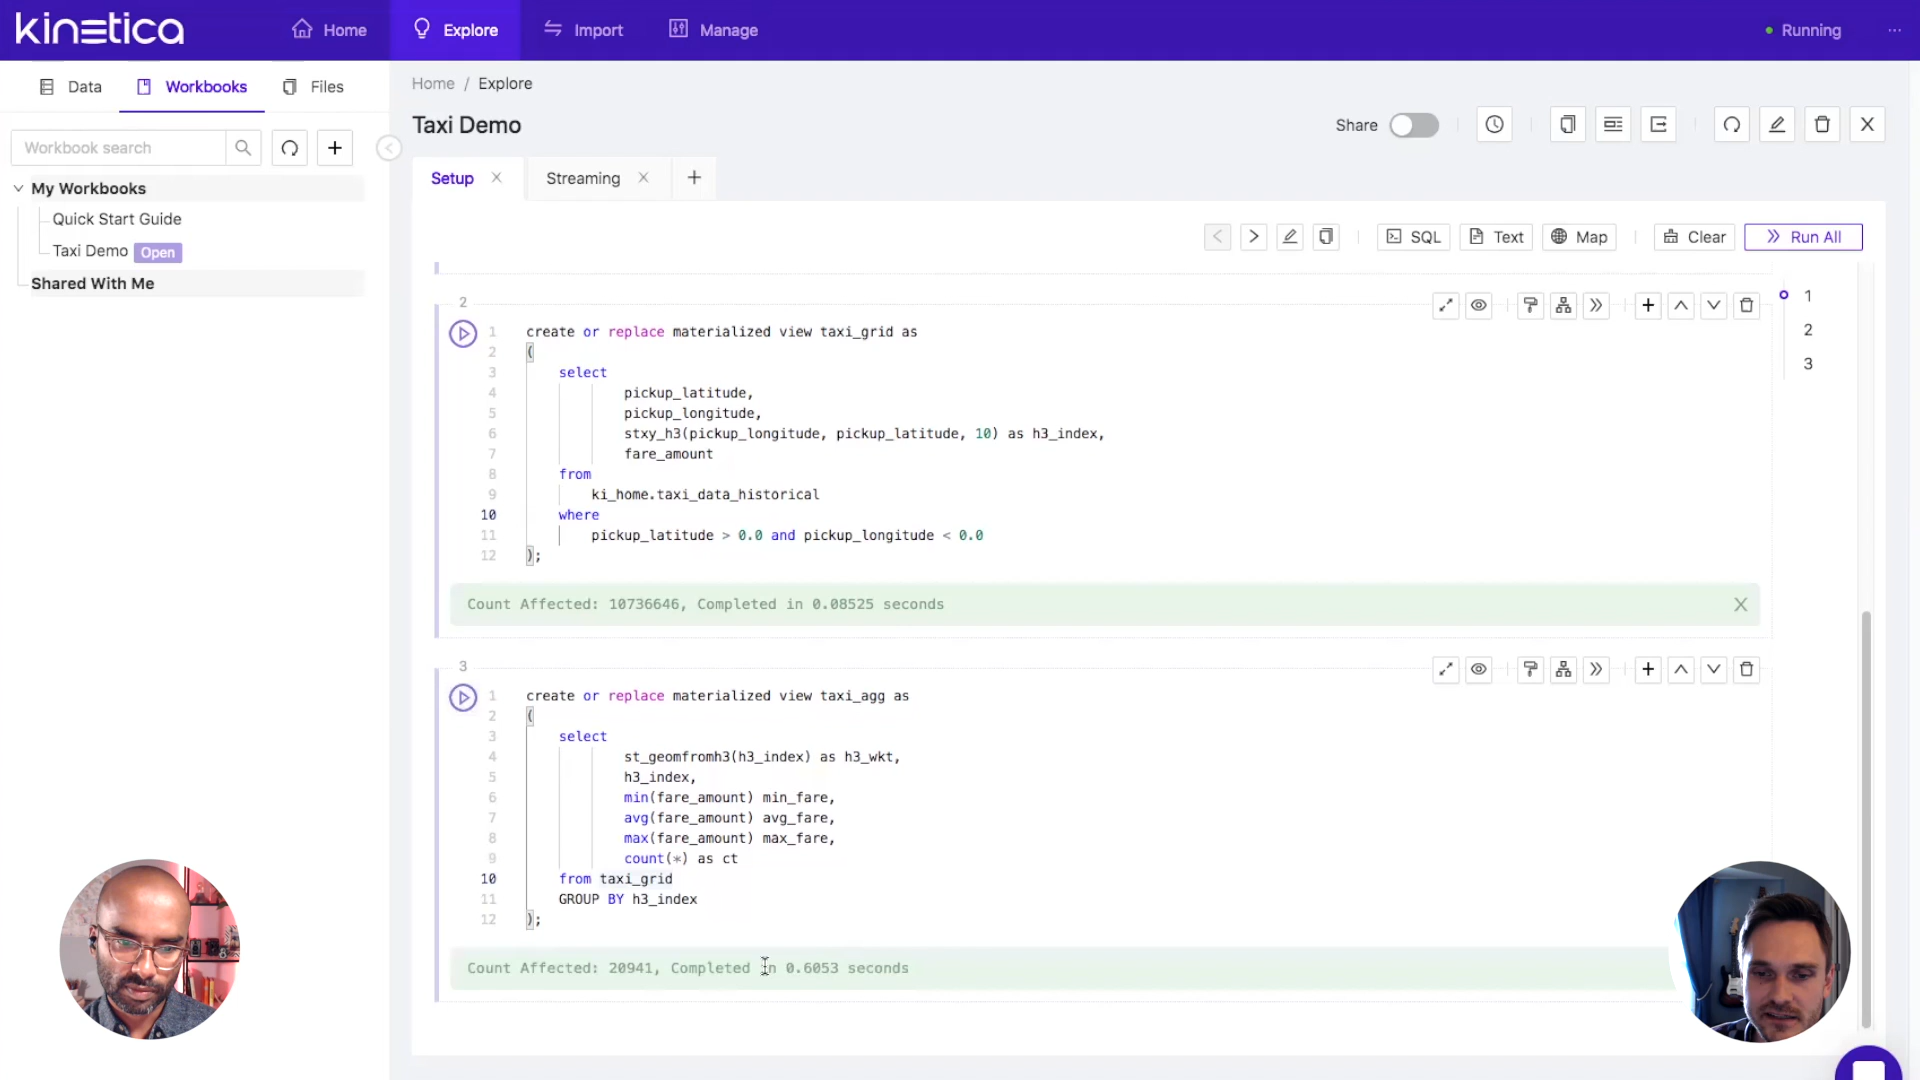 kinetica
Home
Explore
Import
Manage
Running
...
Data
Workbooks
Files
Home / Explore
Taxi Demo
Share
Workbook search
My Workbooks
Quick Start Guide
Taxi Demo Open
Shared With Me
Setup
Streaming
SQL
Text
Map
Clear
Run All
1
2
3
2
1 create or replace materialized view taxi_grid as
2 (
3 select
4 pickup_latitude,
5 pickup_longitude,
6 stxy_h3(pickup_longitude, pickup_latitude, 10) as h3_index,
7 fare_amount
8 from
9 ki_home.taxi_data_historical
10 where
11 pickup_latitude > 0.0 and pickup_longitude < 0.0
12 );
Count Affected: 10736646, Completed in 0.08525 seconds
3
1 create or replace materialized view taxi_agg as
2 (
3 select
4 st_geomfromh3(h3_index) as h3_wkt,
5 h3_index,
6 min(fare_amount) min_fare,
7 avg(fare_amount) avg_fare,
8 max(fare_amount) max_fare,
9 count(*) as ct
10 from taxi_grid
11 GROUP BY h3_index
12 );
Count Affected: 20941, Completed in 0.6053 seconds